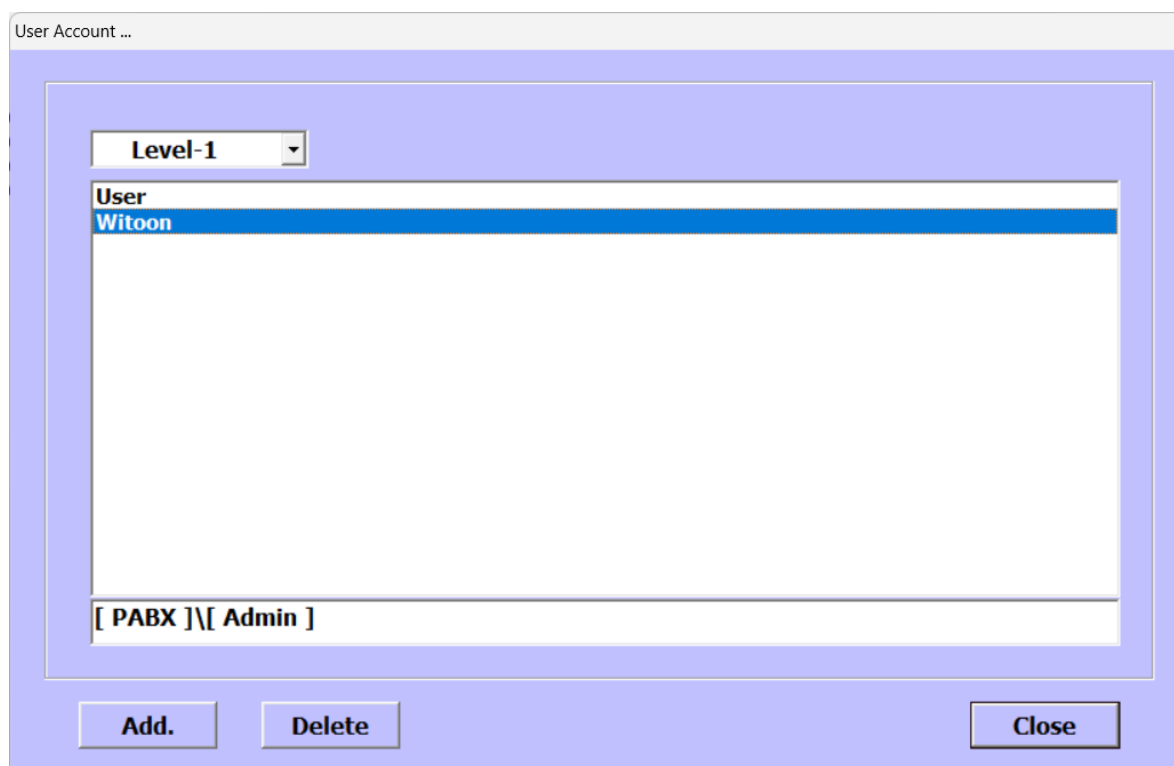 User Account ...
Level-1
User
Witoon
[ PABX ]\[ Admin ]
Add. Delete Close